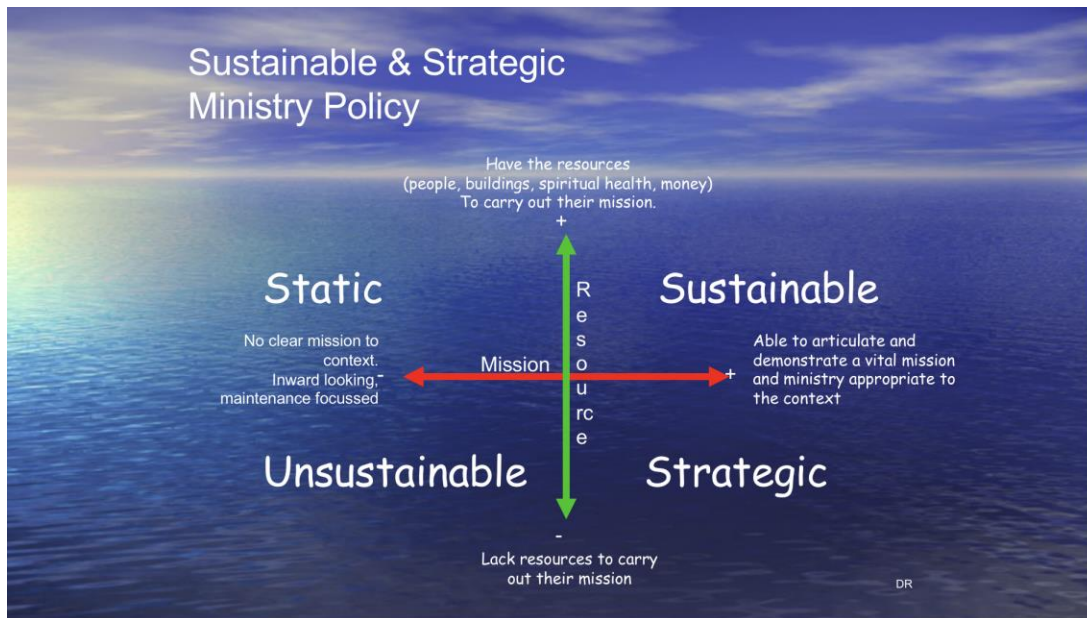 Sustainable & Strategic
Ministry Policy
Have the resources
(people, buildings, spiritual health, money)
To carry out their mission.
+
Static
Sustainable
R
e
s
o
u
rc
e
No clear mission to
context.
Inward looking,
maintenance focussed
-
Mission
+
Able to articulate and
demonstrate a vital mission
and ministry appropriate to
the context
Unsustainable
Strategic
-
Lack resources to carry
out their mission
DR